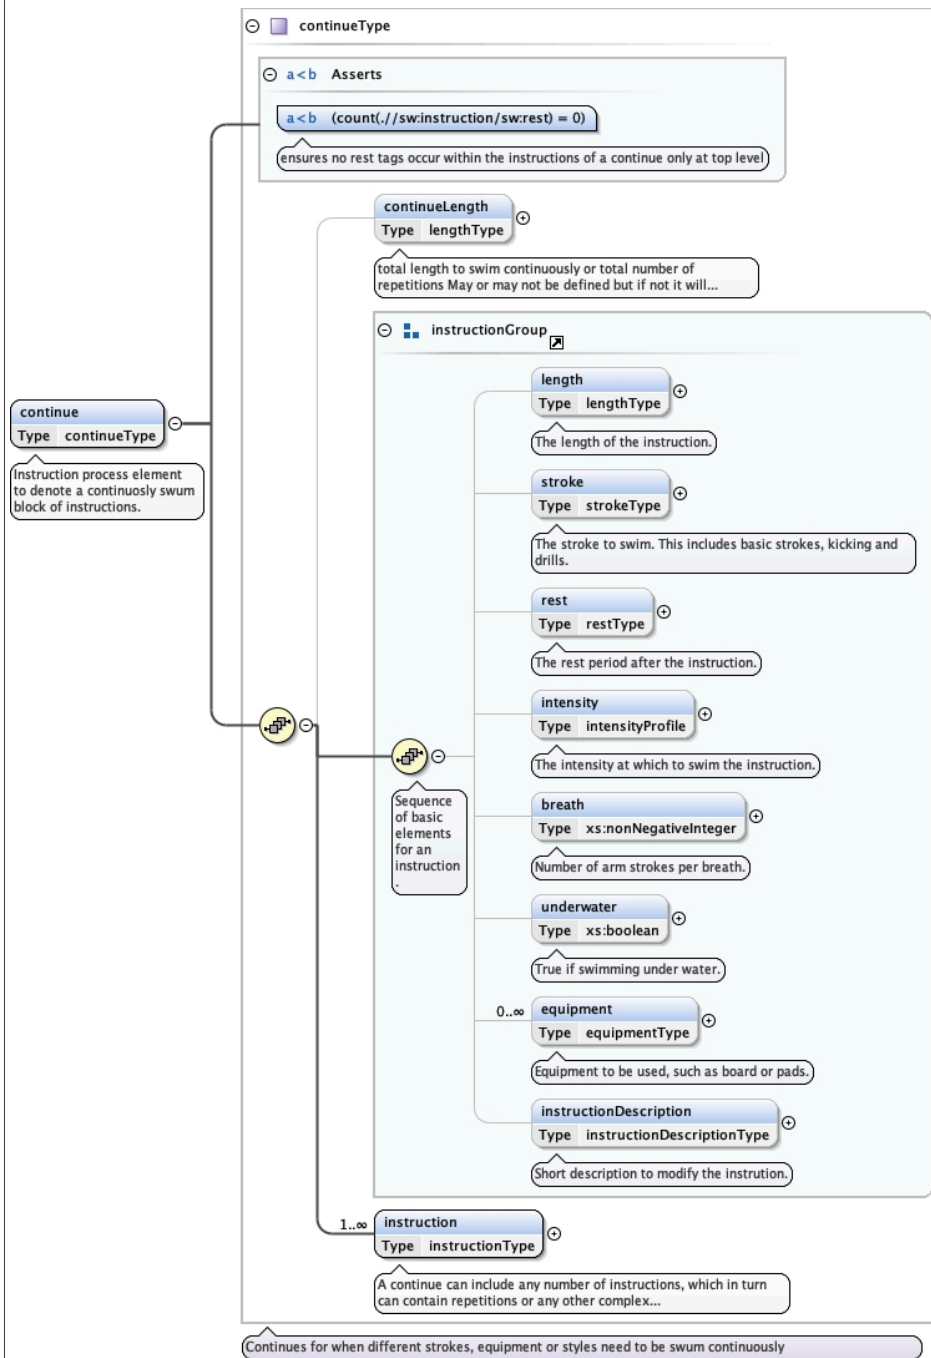 continueType
a<b Asserts
a<b (count(.//sw:instruction/sw:rest) = 0)
ensures no rest tags occur within the instructions of a continue only at top level
continueLength
Type lengthType
total length to swim continuously or total number of
repetitions May or may not be defined but if not it will...
instructionGroup
length
Type lengthType
The length of the instruction.
continue
Type continueType
Instruction process element
to denote a continuosly swum
block of instructions.
stroke
Type strokeType
The stroke to swim. This includes basic strokes, kicking and
drills.
rest
Type restType
The rest period after the instruction.
intensity
Type intensityProfile
The intensity at which to swim the instruction.
Sequence
of basic
elements
for an
instruction
.
breath
Type xs:nonNegativeInteger
Number of arm strokes per breath.
underwater
Type xs:boolean
True if swimming under water.
0..∞
equipment
Type equipmentType
Equipment to be used, such as board or pads.
instructionDescription
Type instructionDescriptionType
Short description to modify the instrution.
1..∞
instruction
Type instructionType
A continue can include any number of instructions, which in turn
can contain repetitions or any other complex...
Continues for when different strokes, equipment or styles need to be swum continuously